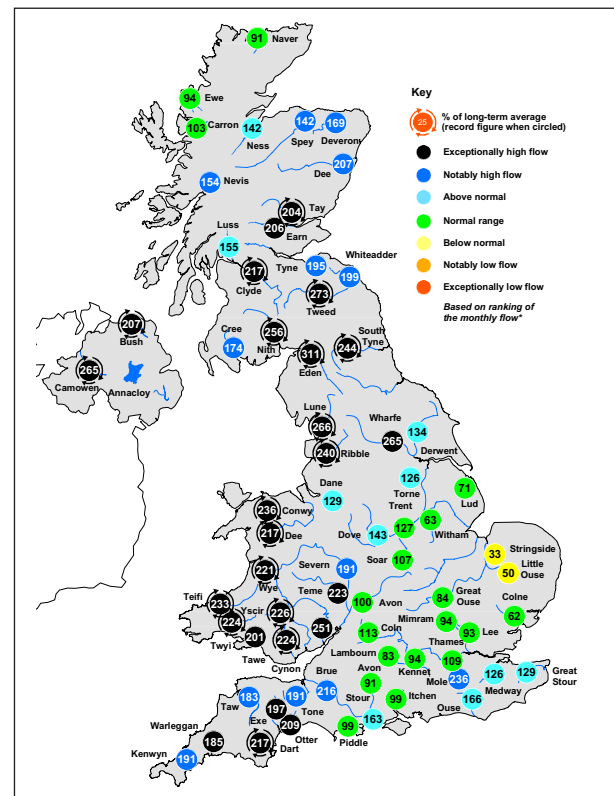 91 Naver
94 Ewe
103 Carron
142
Ness
142
Spey
169
Deveron
Dee 207
154 Nevis
204 Tay
206
Earn
Luss
155
217
Clyde
Tyne 195
Whiteadder
199
273
Tweed
Cree
174
256
Nith
South
Tyne
244
311
Eden
207
Bush
265
Camowen
Annacloy
Lune
266
240
Ribble
Wharfe
265
134
Derwent
Dane
129
126
Torne
Trent
71
Lud
236 Conwy
217 Dee
Dove 143
127
63
Witham
107
Soar
33 Stringside
Little
Ouse
50
221
Wye
Severn 191
Teme 223
Teifi
233
Yscir
226
224
Twyi
201
Tawe
224
Cynon
251
100 Avon
84 Great
Ouse
Colne
62
Mimram
94
93 Lee
Thames
109
113 Coln
Lambourn
83
94
Kennet
Avon
91
Stour
99
Itchen
Mole
236
126
Medway
129 Great
Stour
Ouse
166
163
99
Piddle
Brue
216
Taw
183
191
Tone
Exe
197
209
Otter
217
Dart
Warleggan
185
Kenwyn
191
Key
25 % of long-term average
(record figure when circled)
Exceptionally high flow
Notably high flow
Above normal
Normal range
Below normal
Notably low flow
Exceptionally low flow
Based on ranking of
the monthly flow*